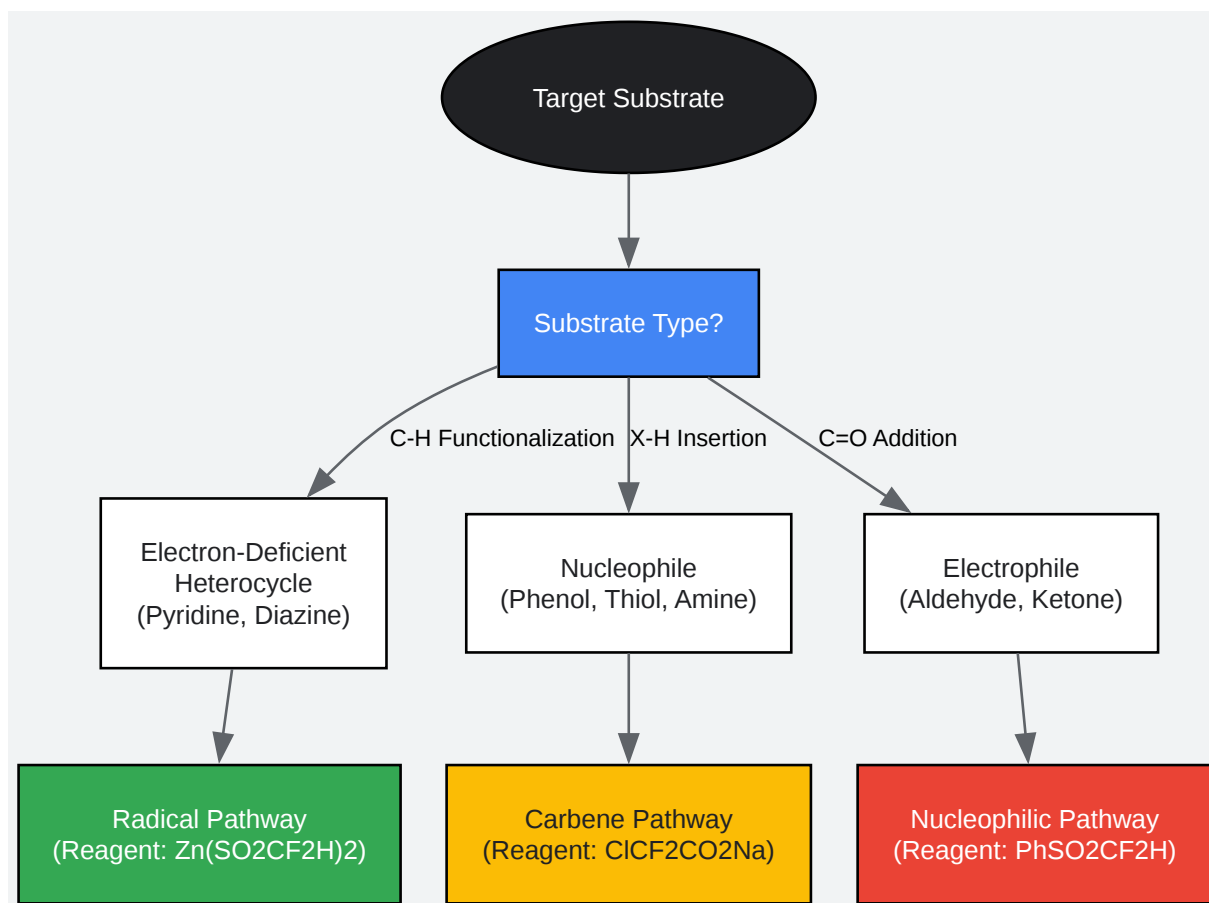 Target Substrate
Substrate Type?
C-H Functionalization
X-H Insertion
C=O Addition
Electron-Deficient
Heterocycle
(Pyridine, Diazine)
Nucleophile
(Phenol, Thiol, Amine)
Electrophile
(Aldehyde, Ketone)
Radical Pathway
(Reagent: Zn(SO2CF2H)2)
Carbene Pathway
(Reagent: ClCF2CO2Na)
Nucleophilic Pathway
(Reagent: PhSO2CF2H)